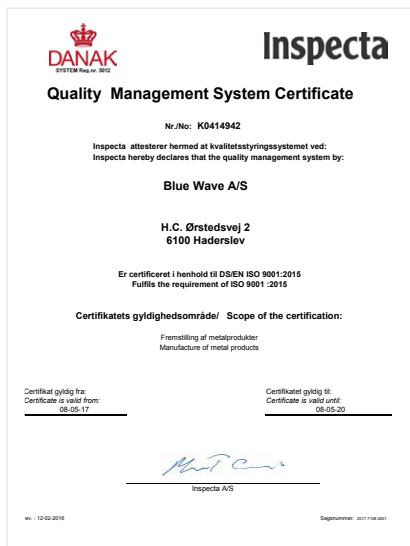 DANAK
SYSTEM Reg.nr. 5012
Inspecta
Quality Management System Certificate
Nr./No: K0414942
Inspecta attesterer hermed at kvalitetsstyringssystemet ved:
Inspecta hereby declares that the quality management system by:
Blue Wave A/S
H.C. Ørstedsvej 2
6100 Haderslev
Er certificeret i henhold til DS/EN ISO 9001:2015
Fulfils the requirement of ISO 9001 :2015
Certifikatets gyldighedsområde/ Scope of the certification:
Fremstilling af metalprodukter
Manufacture of metal products
Certifikat gyldig fra:
Certificate is valid from:
08-05-17
Certifikatet gyldig til:
Certificate is valid until:
08-05-20
Inspecta A/S
: 12-02-2016
Sagsnummer: 2017.7108.0001